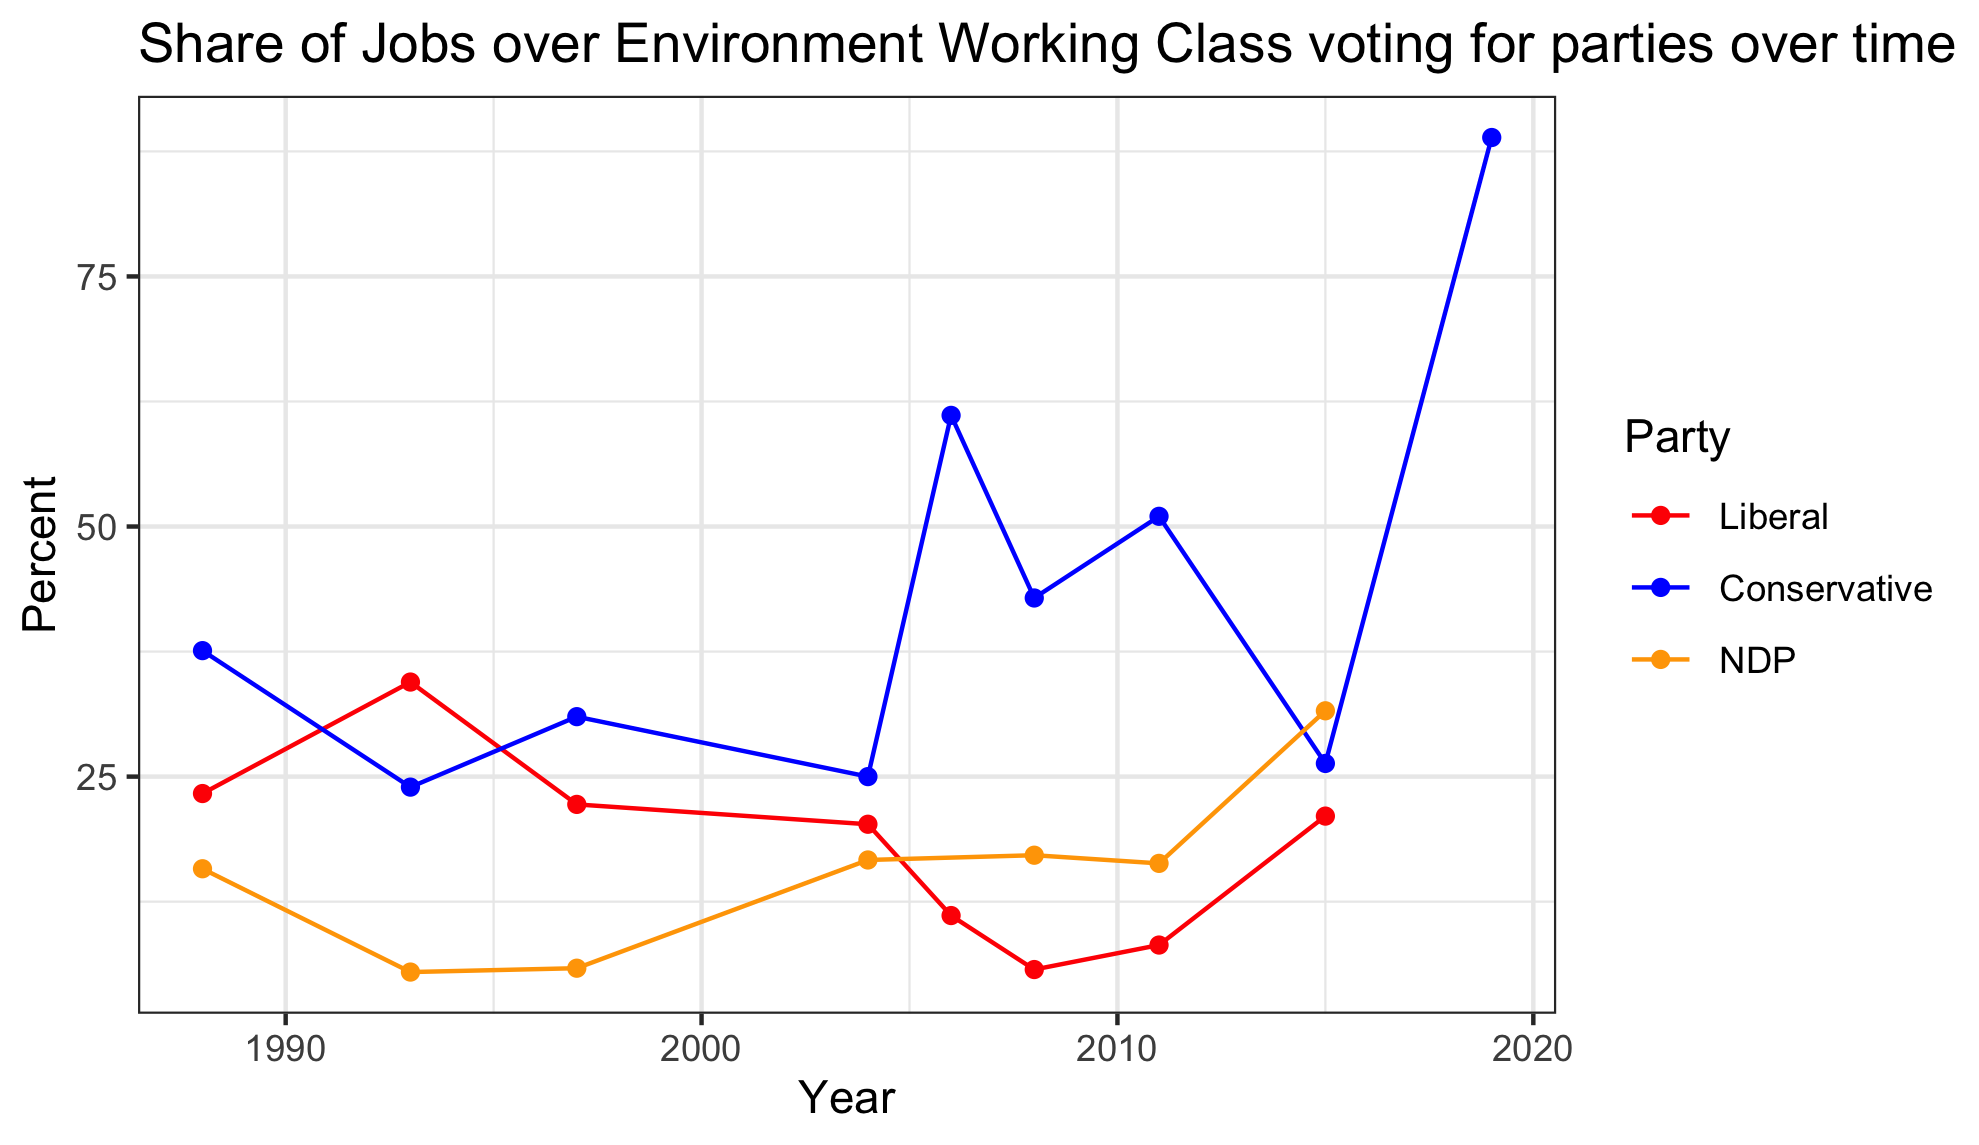 Share of Jobs over Environment Working Class voting for parties over time
Percent
75
50
25
1990
2000
2010
2020
Year
Party
Liberal
Conservative
NDP